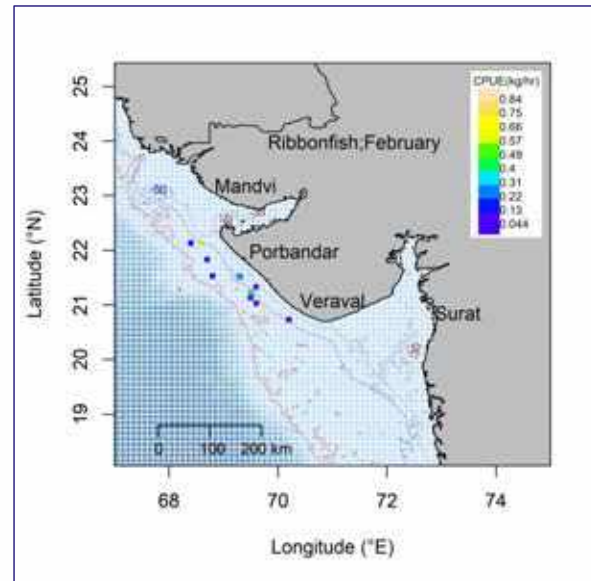 CPUE(kg/hr)
0.84
0.75
0.66
0.57
0.49
0.4
0.31
0.22
0.13
0.044
Ribbonfish;February
Mandvi
Porbandar
Veraval
Surat
-50
0 100 200 km
25
24
23
22
21
20
19
Latitude (°N)
68 70 72 74
Longitude (°E)